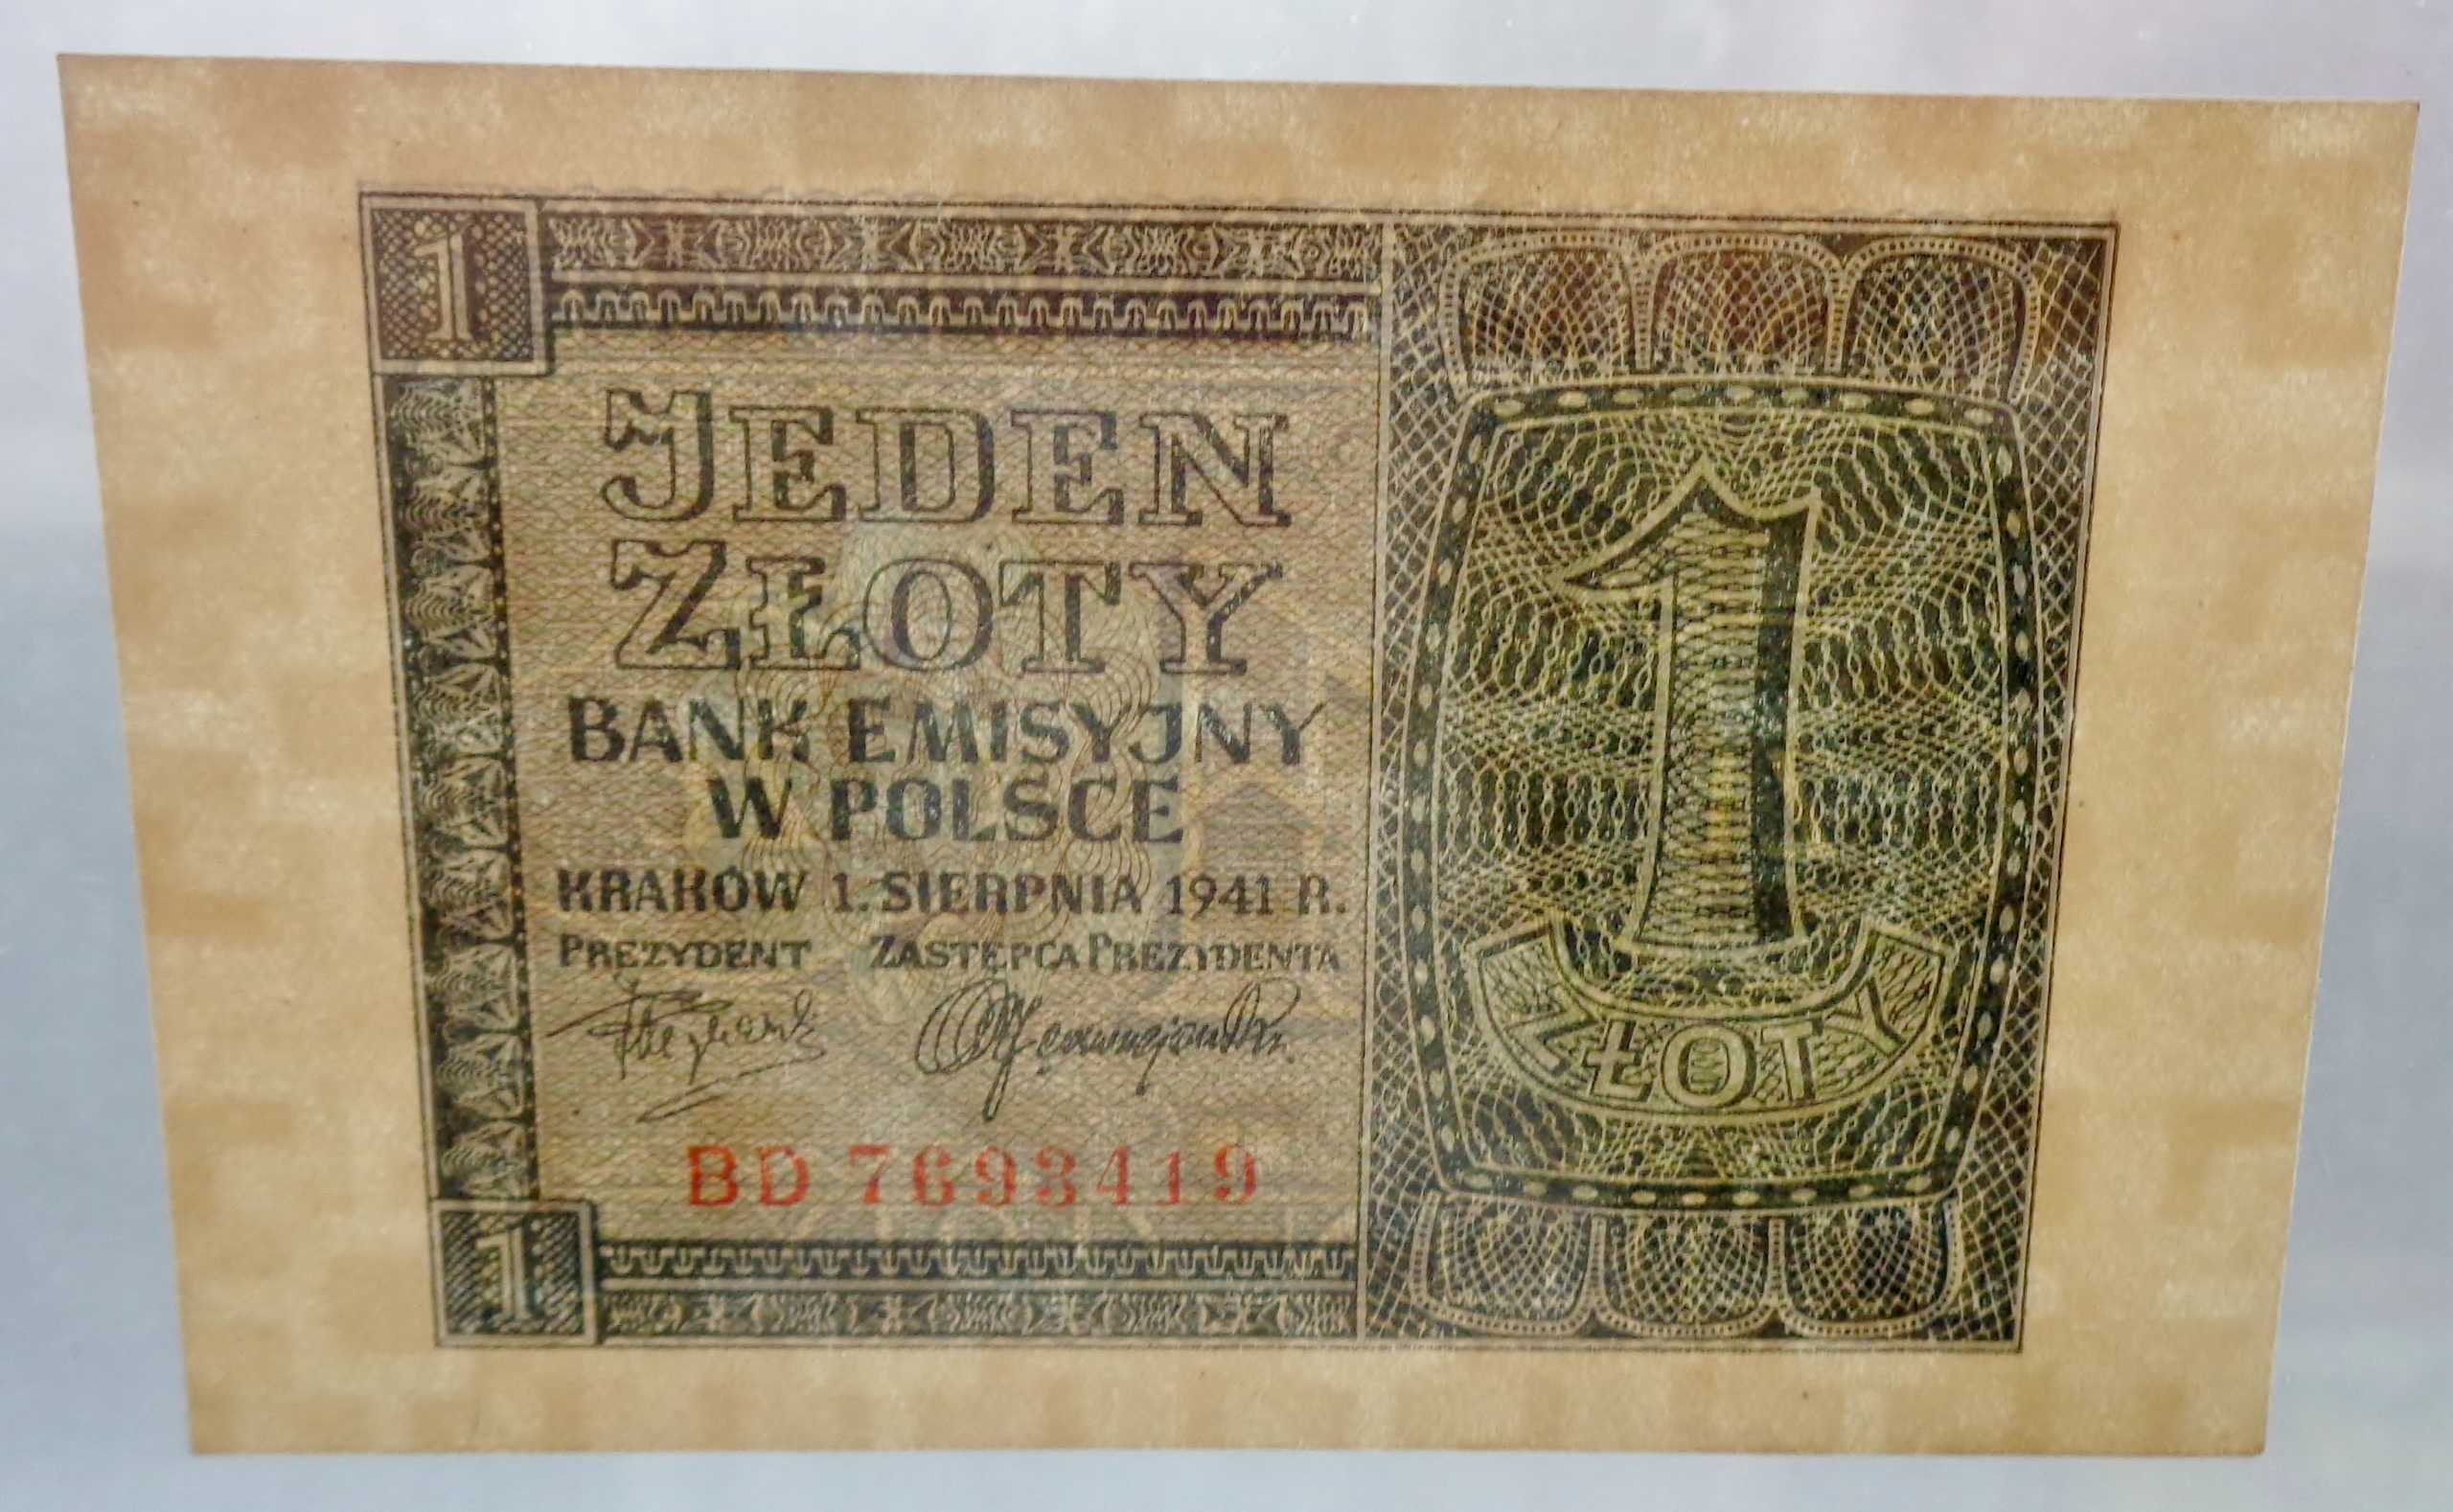 1
JEDEN
ZŁOTY
BANK EMISYJNY
W POLSCE
KRAKÓW 1. SIERPNIA 1941 R.
PREZYDENT ZASTĘPCA PREZYDENTA
BD 7693419
1
1
ZŁOTY